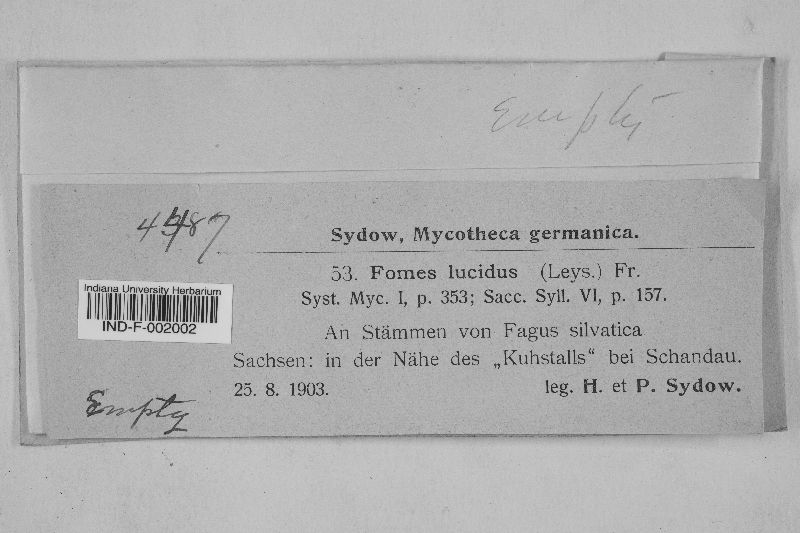 Empty
Sydow, Mycotheca germanica.
53. Fomes lucidus (Leys.) Fr.
Syst. Myc. I, p. 353; Sacc. Syll. VI, p. 157.
An Stämmen von Fagus silvatica
Sachsen: in der Nähe des „Kuhstalls“ bei Schandau.
25. 8. 1903. leg. H. et P. Sydow.
Indiana University Herbarium
IND-F-002002
Empty